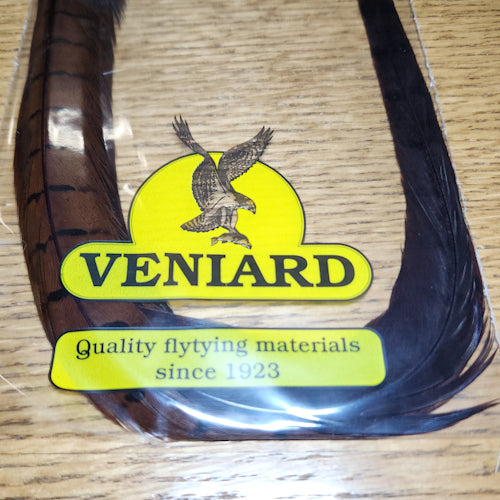 VENIARD
Quality flytying materials
since 1923